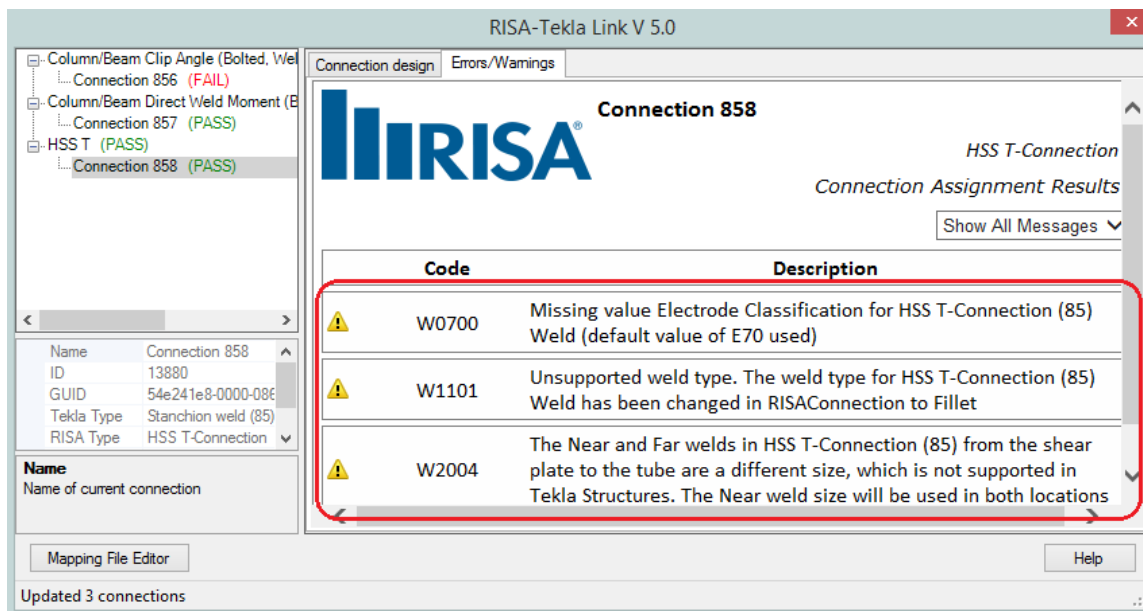 RISA-Tekla Link V 5.0
Column/Beam Clip Angle (Bolted, Wel
Connection 856 (FAIL)
Column/Beam Direct Weld Moment (B
Connection 857 (PASS)
HSS T (PASS)
Connection 858 (PASS)
Name Connection 858
ID 13880
GUID 54e241e8-0000-086
Tekla Type Stanchion weld (85)
RISA Type HSS T-Connection
Name
Name of current connection
Connection design Errors/Warnings
RISA®
Connection 858
HSS T-Connection
Connection Assignment Results
Show All Messages
Code Description
W0700 Missing value Electrode Classification for HSS T-Connection (85)
Weld (default value of E70 used)
W1101 Unsupported weld type. The weld type for HSS T-Connection (85)
Weld has been changed in RISAConnection to Fillet
W2004 The Near and Far welds in HSS T-Connection (85) from the shear
plate to the tube are a different size, which is not supported in
Tekla Structures. The Near weld size will be used in both locations
Mapping File Editor
Help
Updated 3 connections